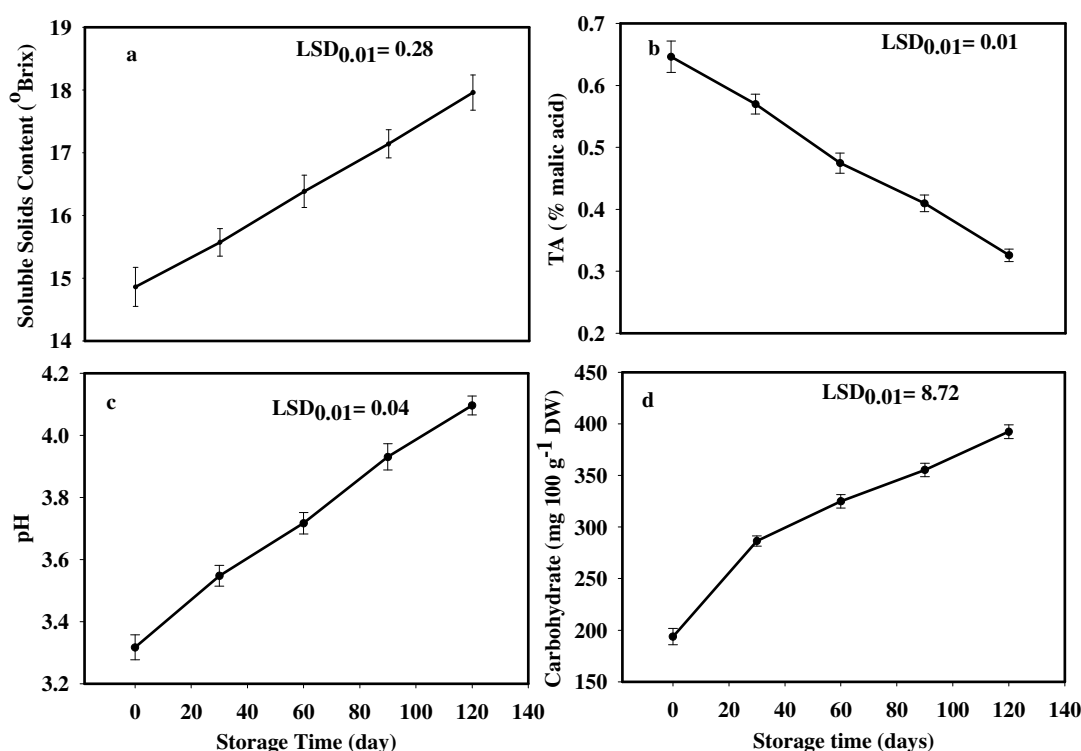 a
LSD0.01= 0.28
Soluble Solids Content (oBrix)
19
18
17
16
15
14
b
LSD0.01= 0.01
TA (% malic acid)
0.7
0.6
0.5
0.4
0.3
0.2
c
LSD0.01= 0.04
pH
4.2
4.0
3.8
3.6
3.4
3.2
0 20 40 60 80 100 120 140
Storage Time (day)
d
LSD0.01= 8.72
Carbohydrate (mg 100 g-1 DW)
450
400
350
300
250
200
150
0 20 40 60 80 100 120 140
Storage time (days)